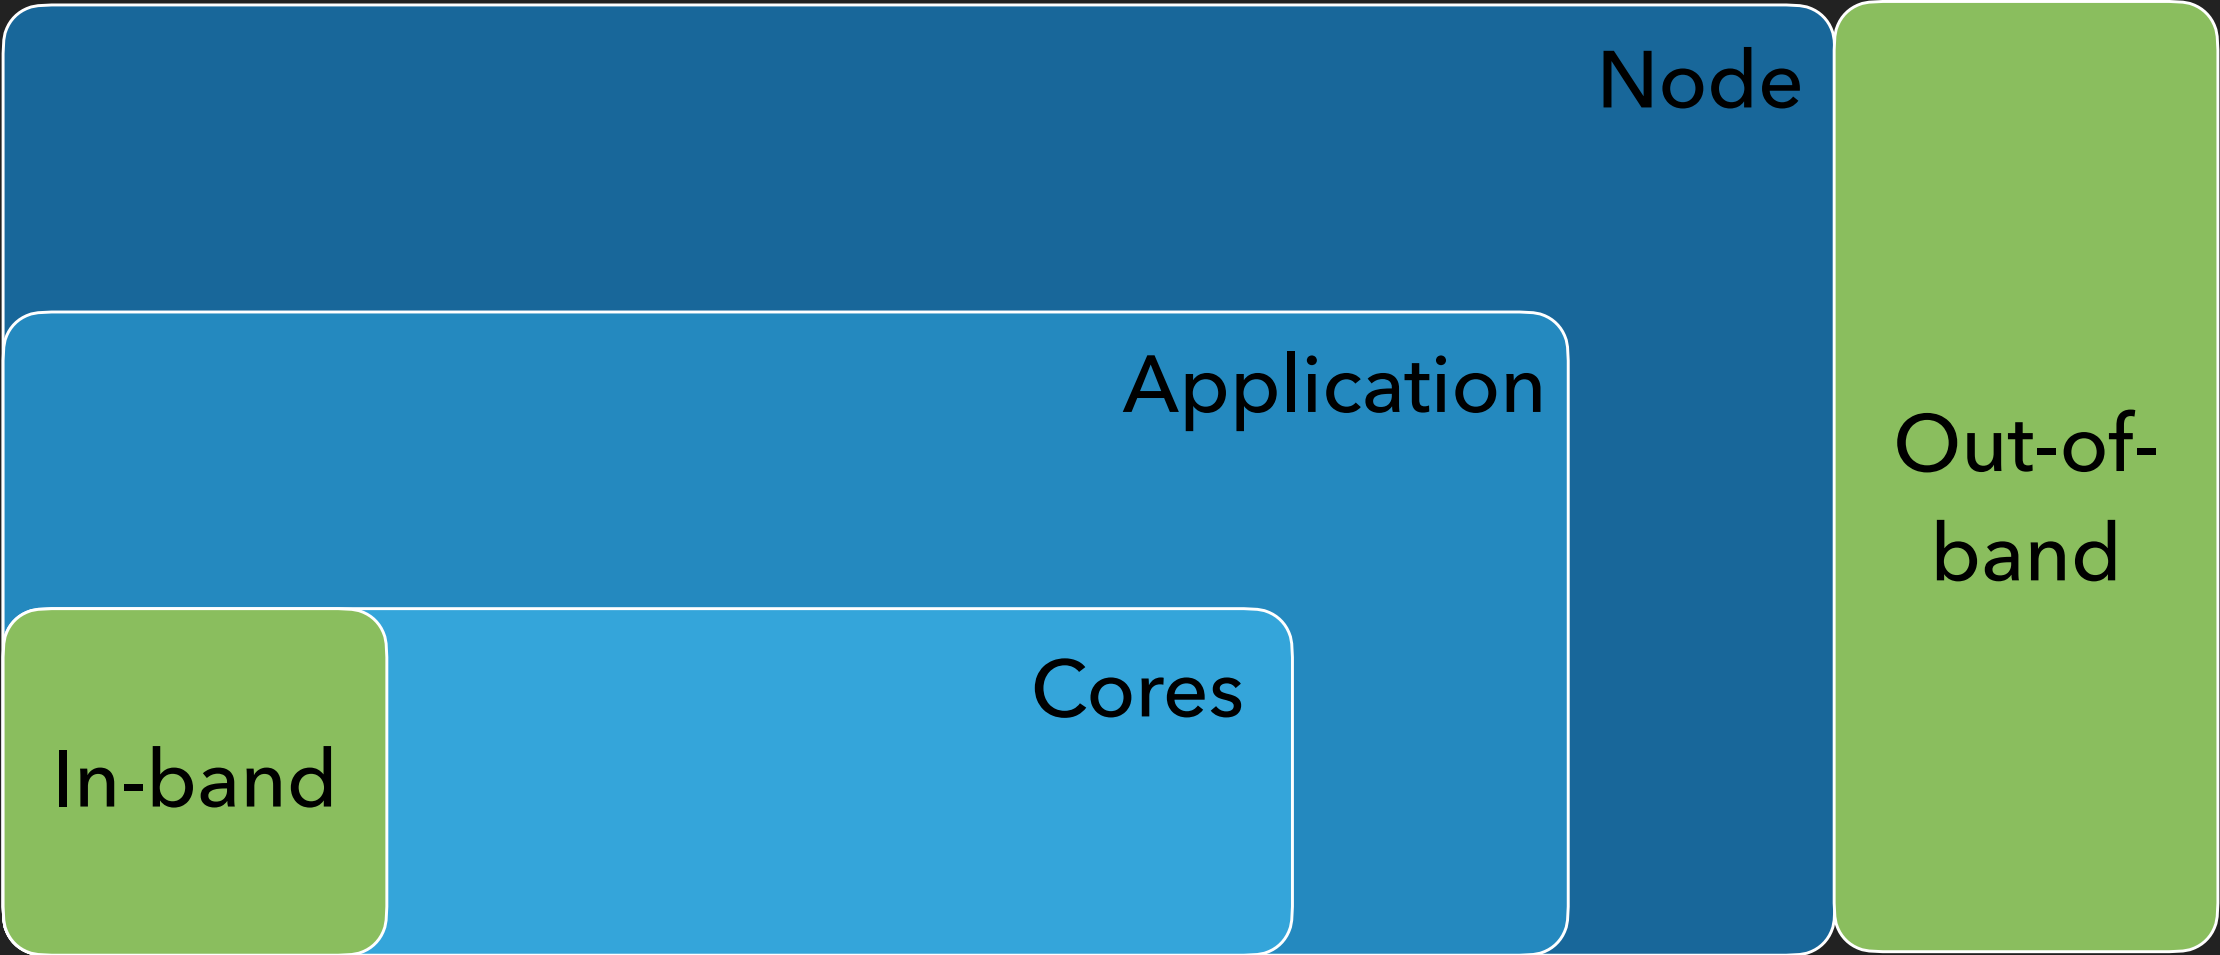 Node
Application
Out-of-
band
Cores
In-band